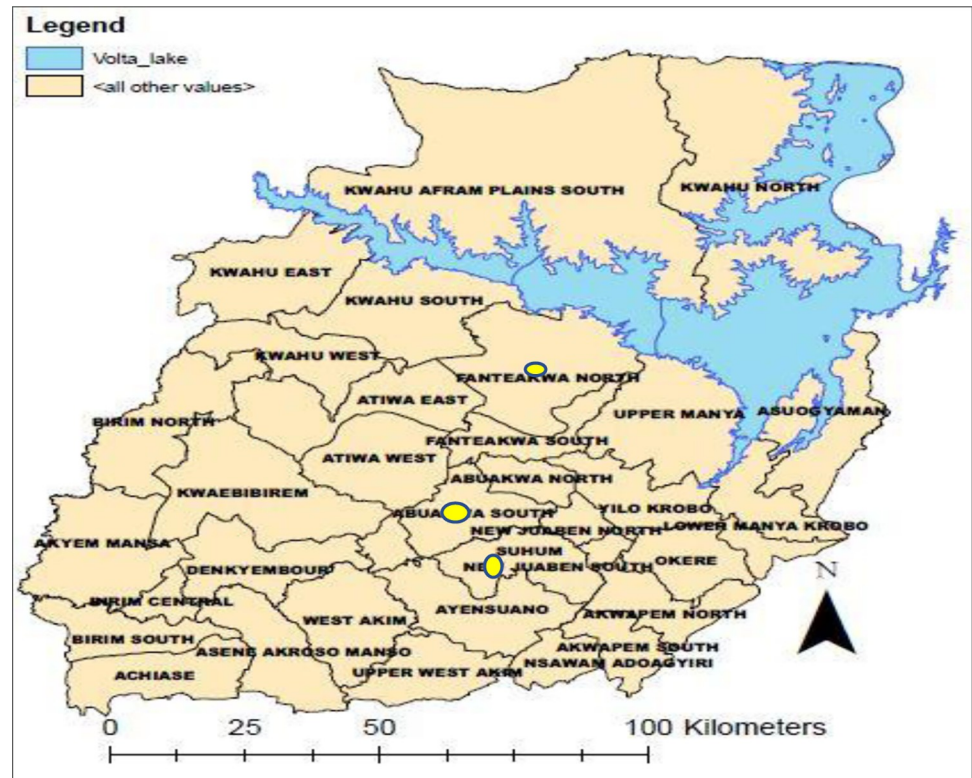 Legend
Volta_lake
<all other values>
KWAHU AFRAM PLAINS SOUTH
KWAHU NORTH
KWAHU EAST
KWAHU SOUTH
KWAHU WEST
FANTEAKWA NORTH
ATIWA EAST
UPPER MANYA
ASUOGYAMAN
BIRIM NORTH
FANTEAKWA SOUTH
ATIWA WEST
ABUAKWA NORTH
KWAEBIBIREM
YILO KROBO
SOUTH
LOWER MANYA KROBO
NEW JUABEN NORTH
AKYEM MANSA
SUHUM
JUABEN SOUTH
OKERE
DENKYEMBOUR
N
BIRIM CENTRAL
AYENSUANO
AKWAPEM NORTH
WEST AKIM
BIRIM SOUTH
ASENE AKROSO MANSO
AKWAPEM SOUTH
NSAWAM ADOAGYIRI
UPPER WEST AKIM
ACHIASE
0 25 50 100 Kilometers